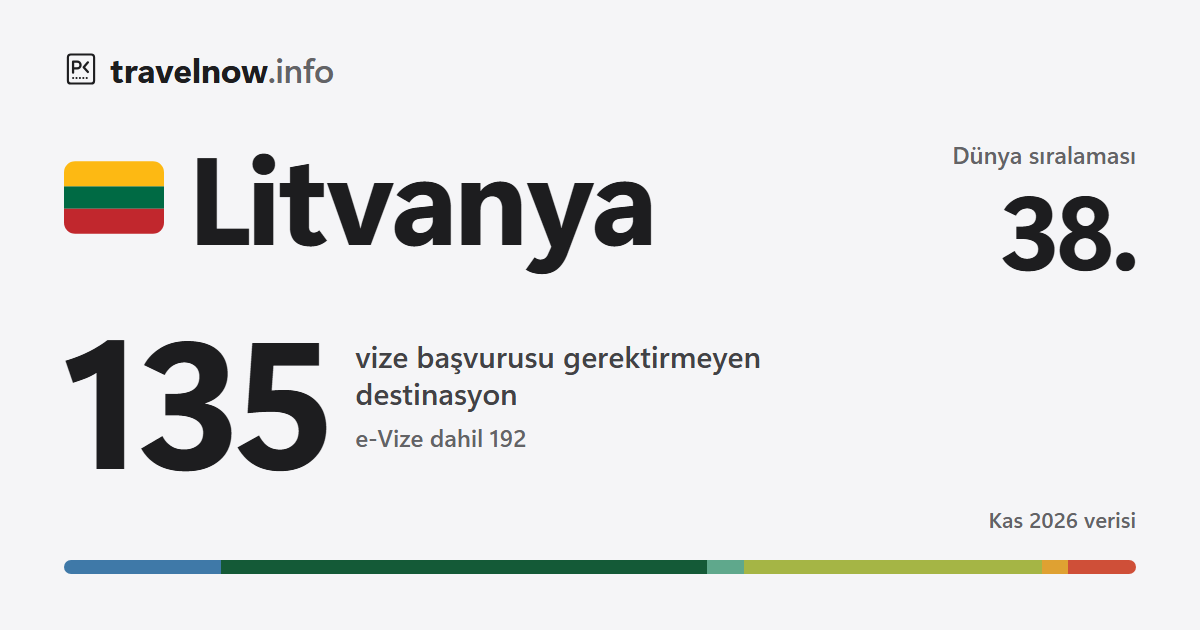 travelnow.info
Litvanya
Dünya sıralaması
38.
135
vize başvurusu gerektirmeyen
destinasyon
e-Vize dahil 192
Kas 2026 verisi